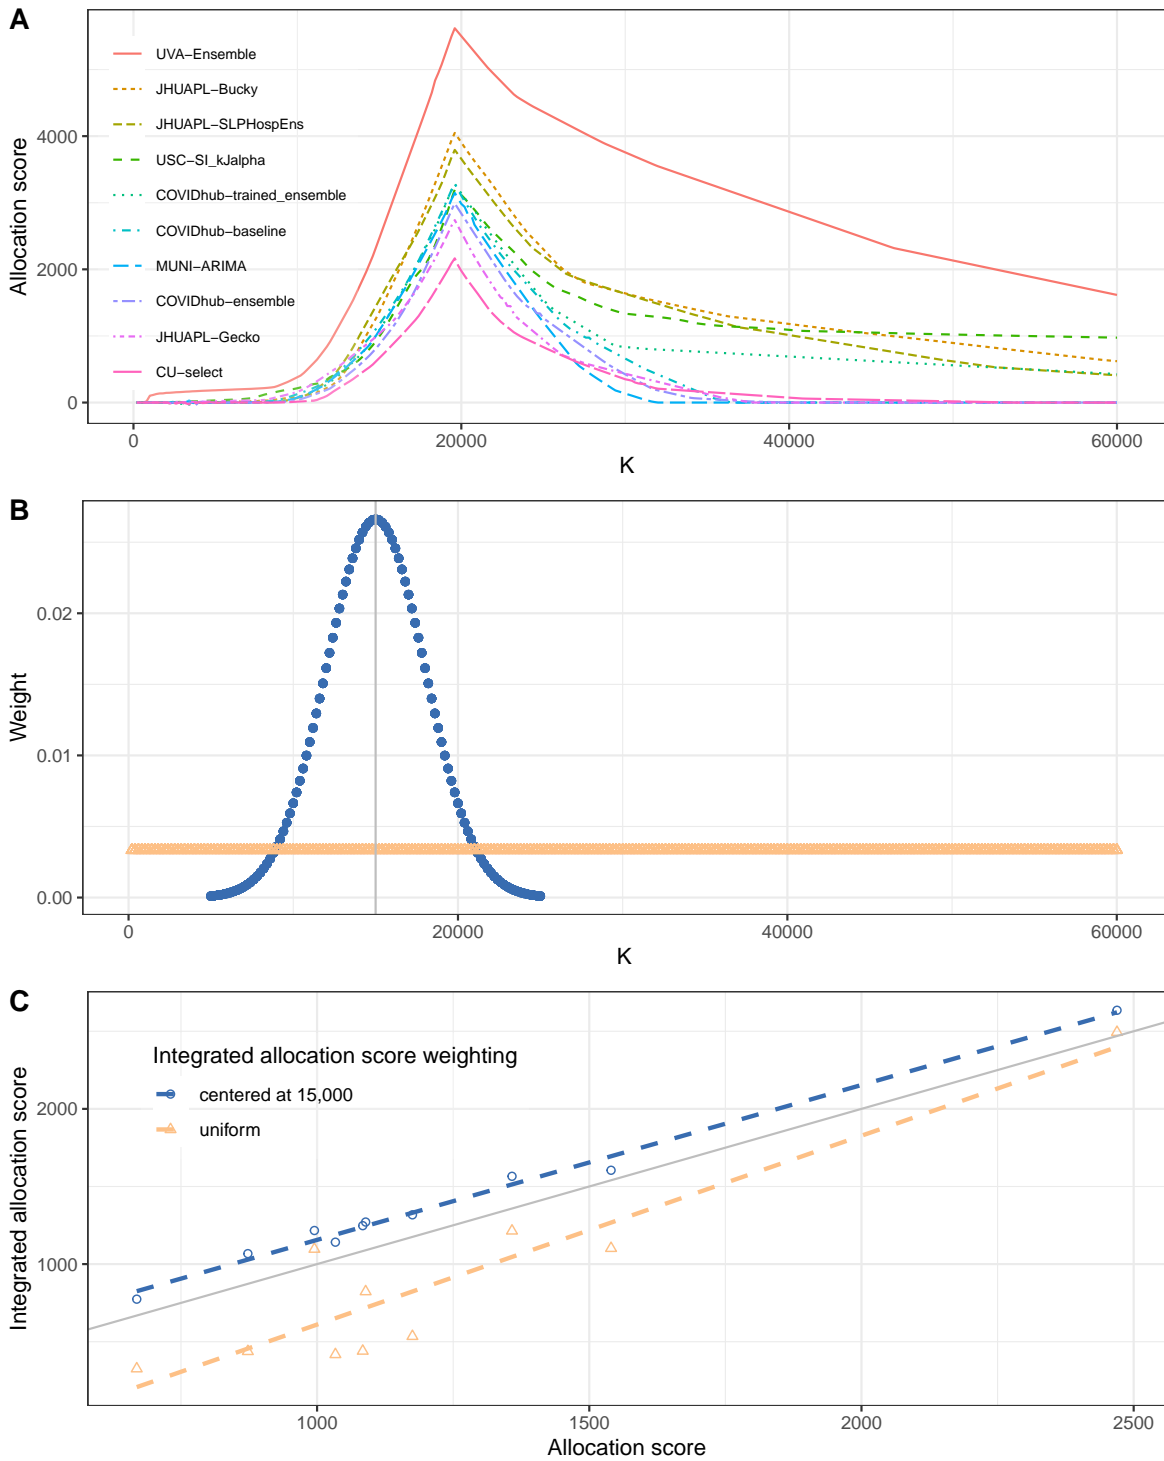 A
Allocation score
4000
2000
0
UVA−Ensemble
JHUAPL−Bucky
JHUAPL−SLPHospEns
USC−SI_kJalpha
COVIDhub−trained_ensemble
COVIDhub−baseline
MUNI−ARIMA
COVIDhub−ensemble
JHUAPL−Gecko
CU−select
0 20000 40000 60000
K
B
Weight
0.02
0.01
0.00
0 20000 40000 60000
K
C
Integrated allocation score
2000
1000
Integrated allocation score weighting
centered at 15,000
uniform
1000 1500 2000 2500
Allocation score